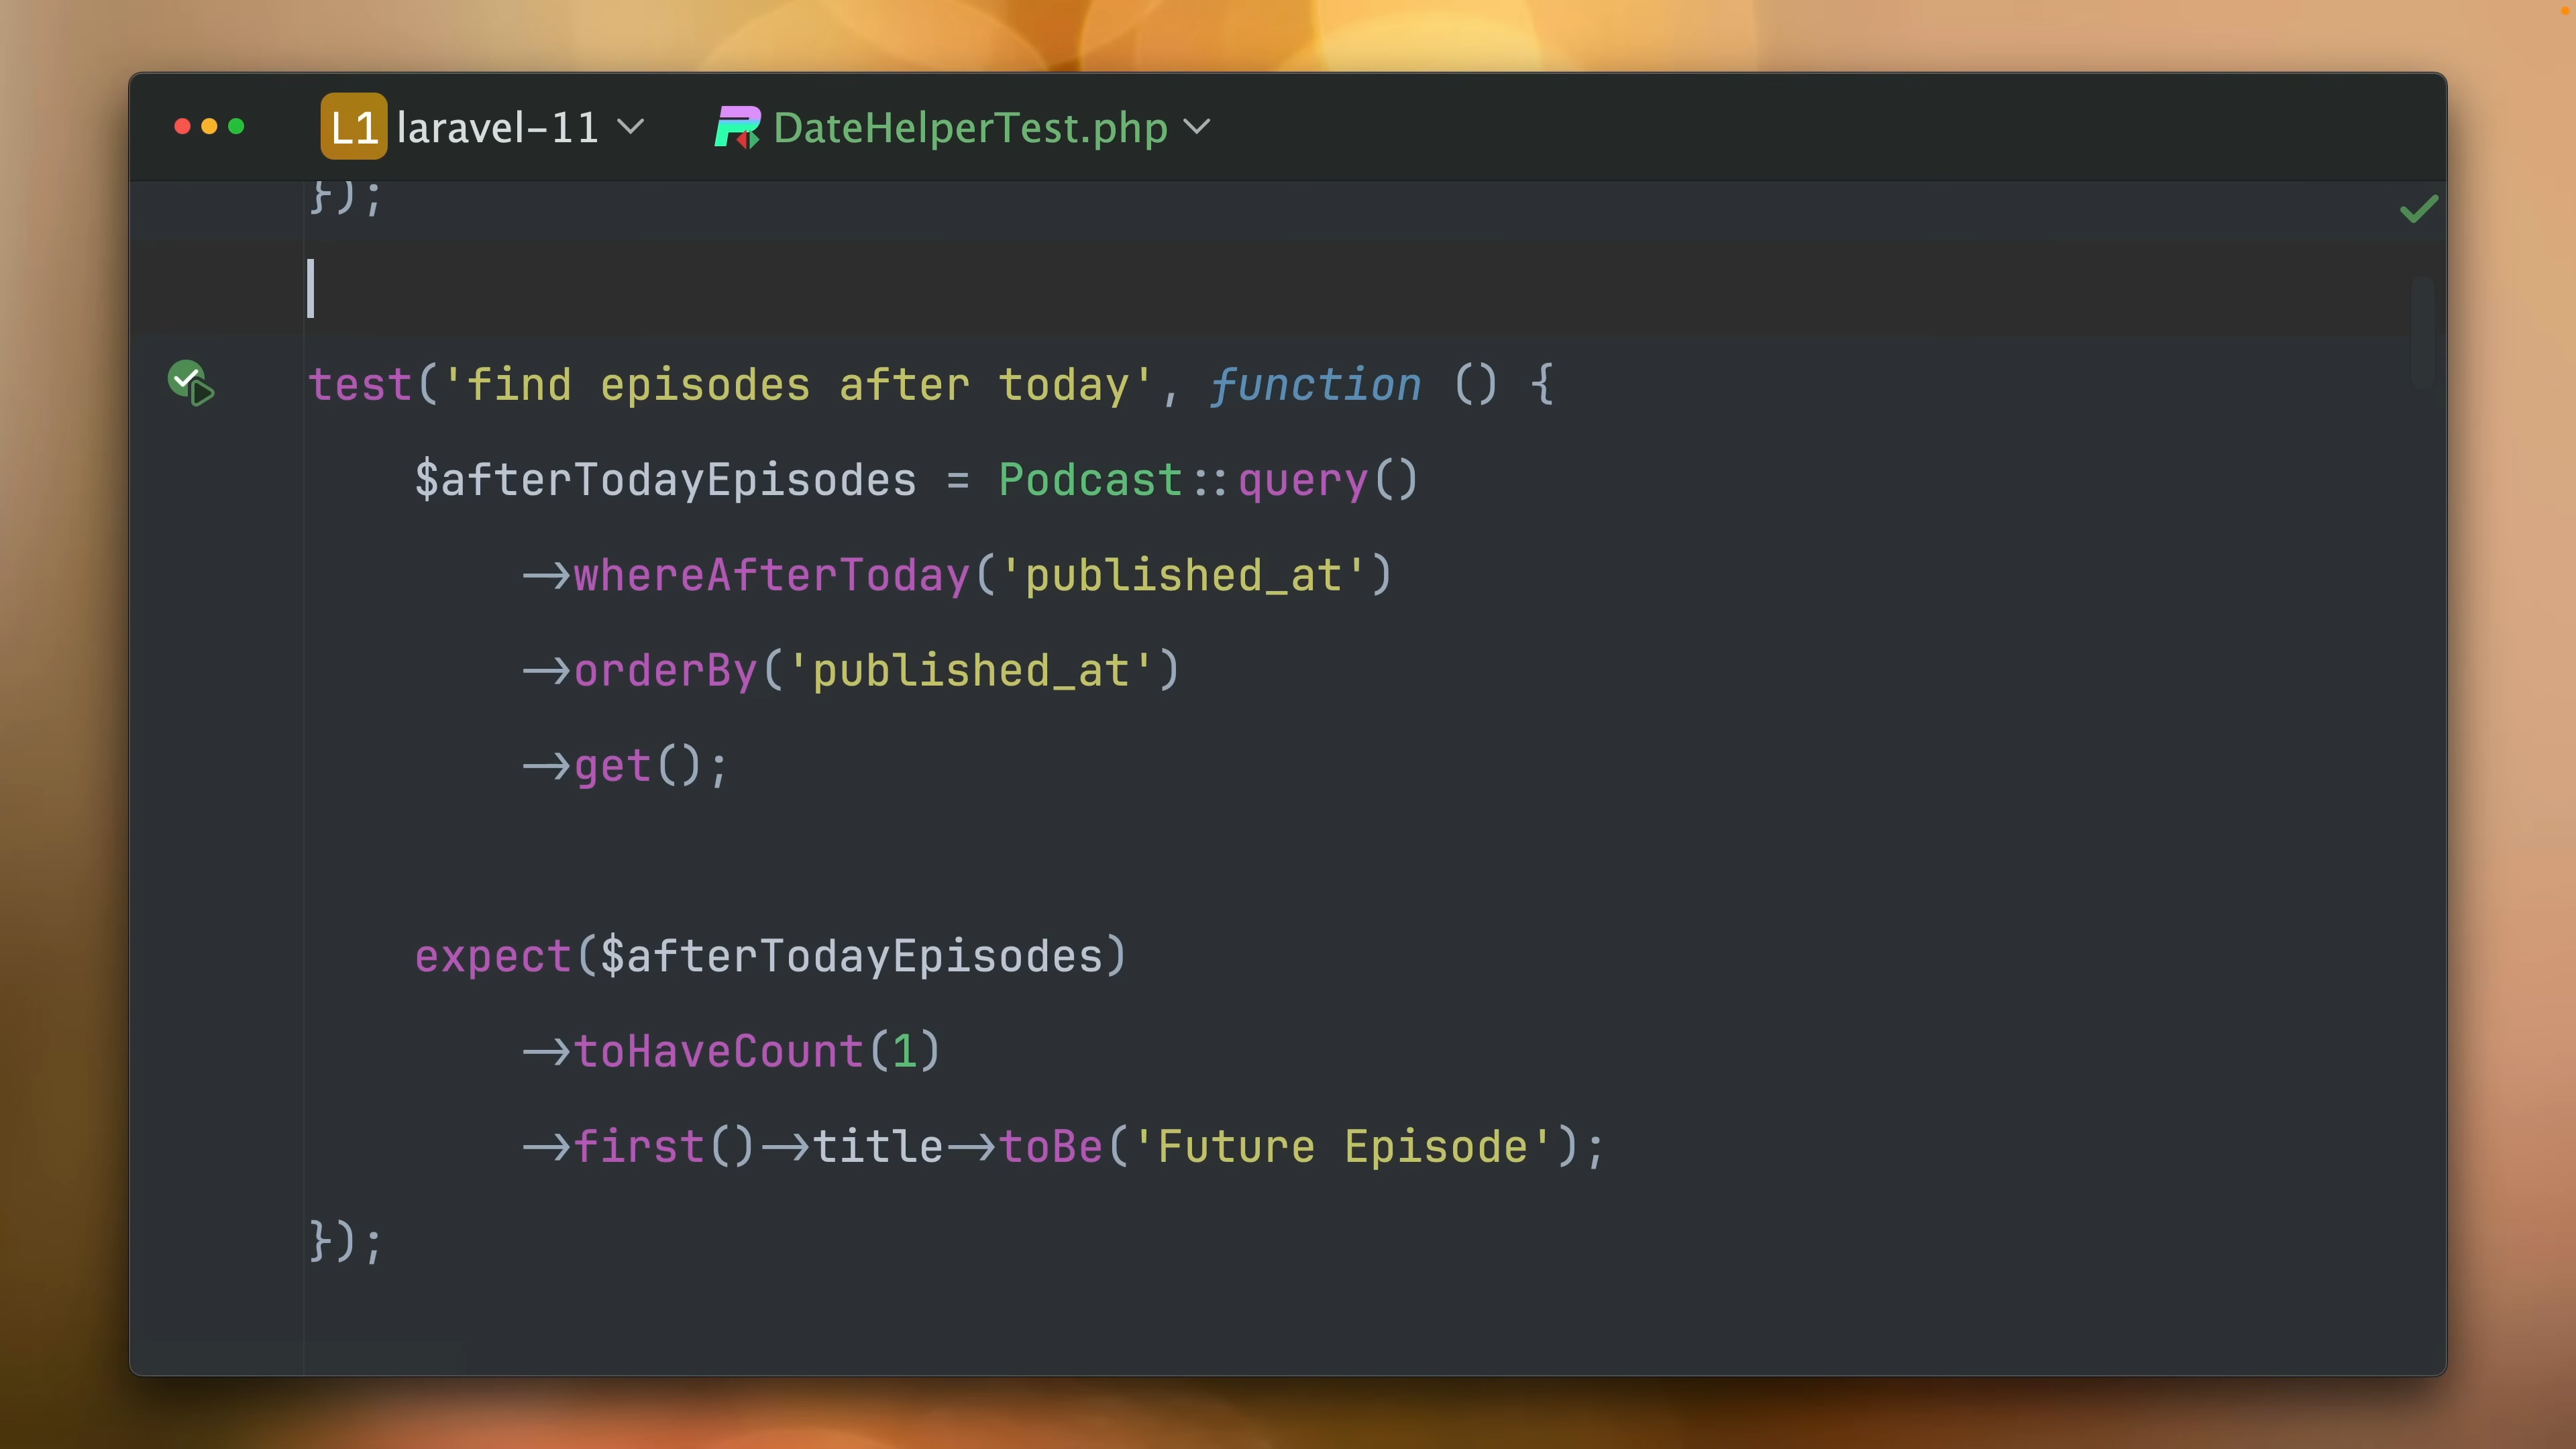 L1 laravel-11 DateHelperTest.php
});
test('find episodes after today', function () {
$afterTodayEpisodes = Podcast::query()
->whereAfterToday('published_at')
->orderBy('published_at')
->get();
expect($afterTodayEpisodes)
->toHaveCount(1)
->first()->title->toBe('Future Episode');
});